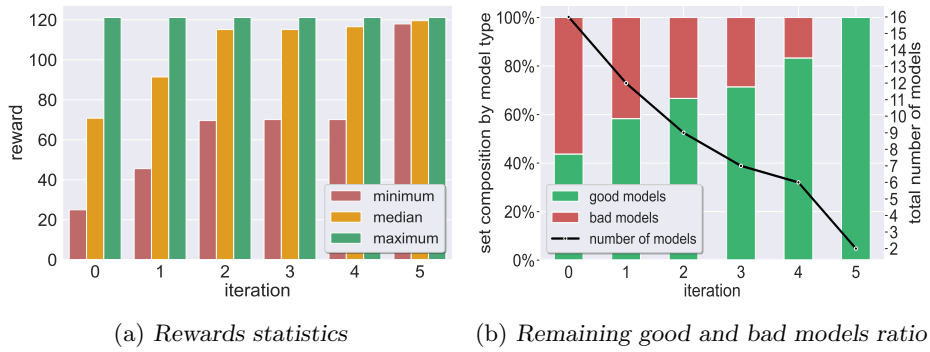 120
100
80
60
40
20
0
reward
minimum
median
maximum
0 1 2 3 4 5
iteration
(a) Rewards statistics
100%
80%
60%
40%
20%
0%
set composition by model type
good models
bad models
number of models
16
15
14
13
12
11
10
9
8
7
6
5
4
3
2
total number of models
0 1 2 3 4 5
iteration
(b) Remaining good and bad models ratio